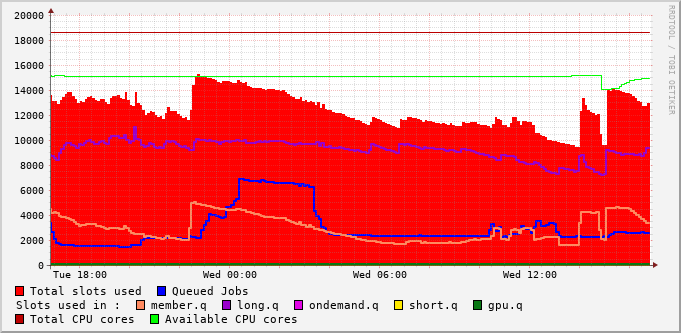 20000
18000
16000
14000
12000
10000
8000
6000
4000
2000
0
Tue 18:00 Wed 00:00 Wed 06:00 Wed 12:00
Total slots used Queued Jobs
Slots used in : member.q long.q ondemand.q short.q gpu.q
Total CPU cores Available CPU cores
RRDTOOL / TOBI OETIKER